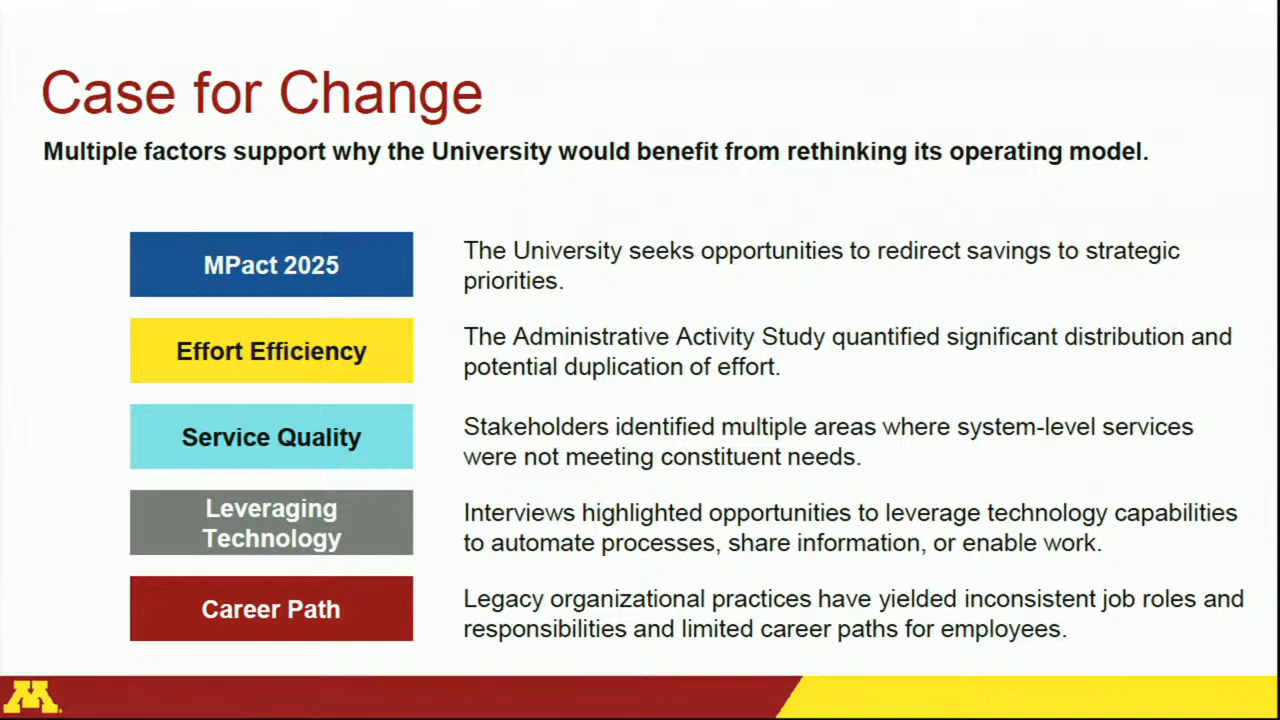 Case for Change
Multiple factors support why the University would benefit from rethinking its operating model.
MPact 2025
The University seeks opportunities to redirect savings to strategic
priorities.
Effort Efficiency
The Administrative Activity Study quantified significant distribution and
potential duplication of effort.
Service Quality
Stakeholders identified multiple areas where system-level services
were not meeting constituent needs.
Leveraging
Technology
Interviews highlighted opportunities to leverage technology capabilities
to automate processes, share information, or enable work.
Career Path
Legacy organizational practices have yielded inconsistent job roles and
responsibilities and limited career paths for employees.
M